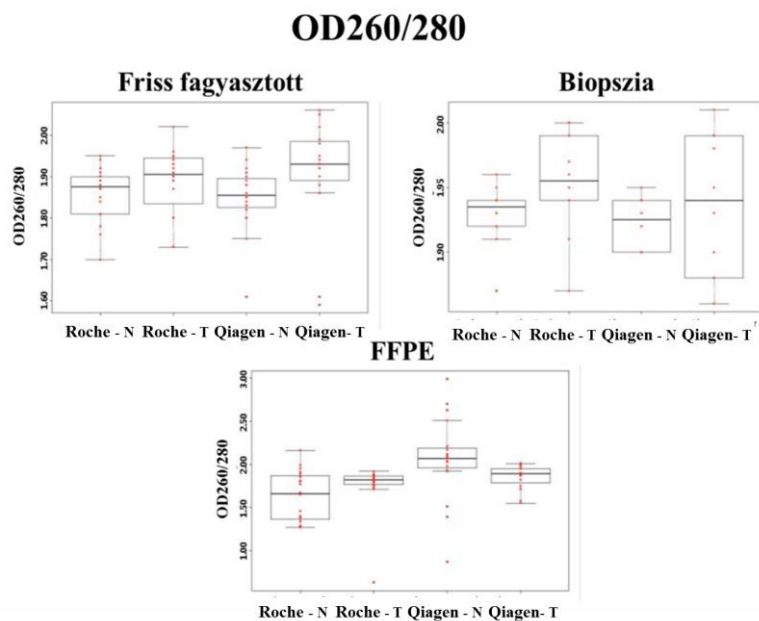 OD260/280
Friss fagyasztott
Biopszia
OD260/280
2.00
1.90
1.80
1.70
1.60
Roche - N Roche - T Qiagen - N Qiagen- T
OD260/280
2.00
1.95
1.90
Roche - N Roche - T Qiagen - N Qiagen- T
FFPE
OD260/280
3.00
2.50
2.00
1.50
1.00
Roche - N Roche - T Qiagen - N Qiagen- T